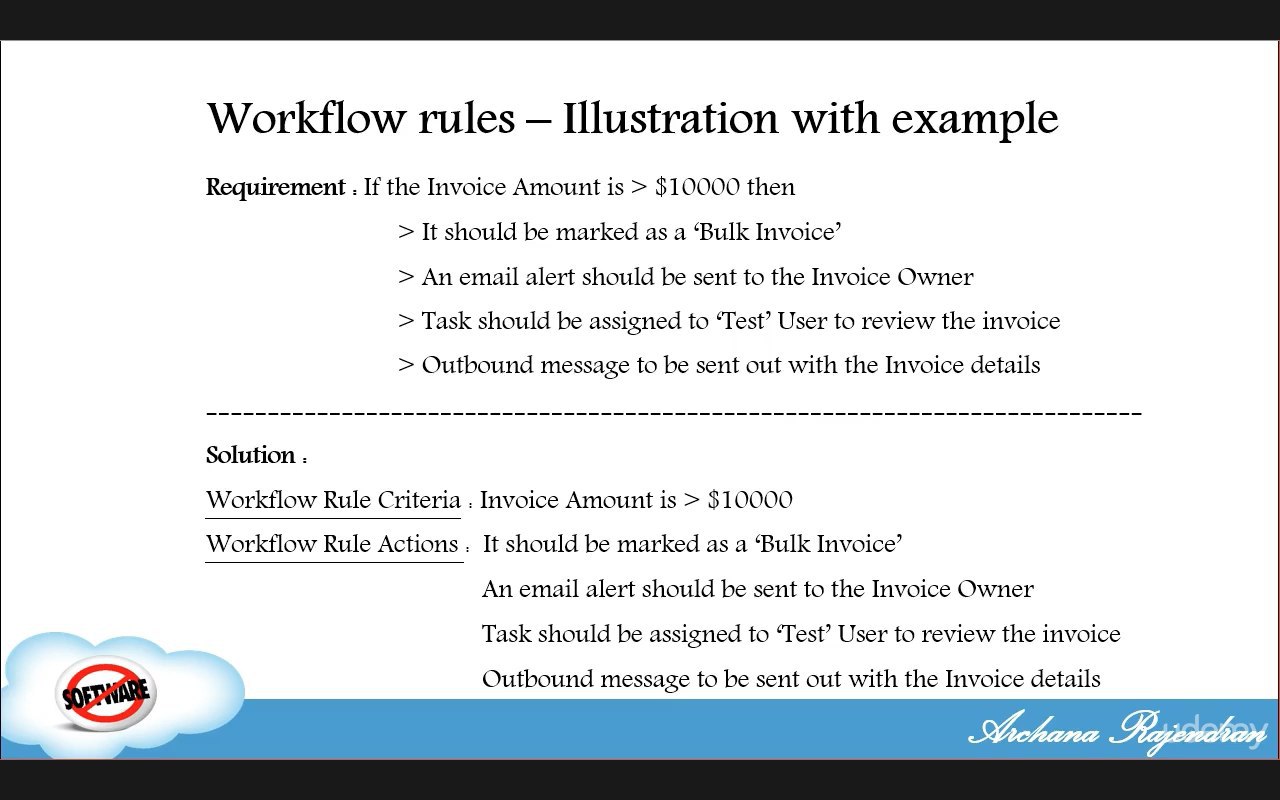 Workflow rules – Illustration with example
Requirement : If the Invoice Amount is > $10000 then
> It should be marked as a ‘Bulk Invoice’
> An email alert should be sent to the Invoice Owner
> Task should be assigned to ‘Test’ User to review the invoice
> Outbound message to be sent out with the Invoice details
--------------------------------------------------------------------------------
Solution :
Workflow Rule Criteria : Invoice Amount is > $10000
Workflow Rule Actions : It should be marked as a ‘Bulk Invoice’
An email alert should be sent to the Invoice Owner
Task should be assigned to ‘Test’ User to review the invoice
Outbound message to be sent out with the Invoice details
SOFTWARE
Archana Rajendran
udemy